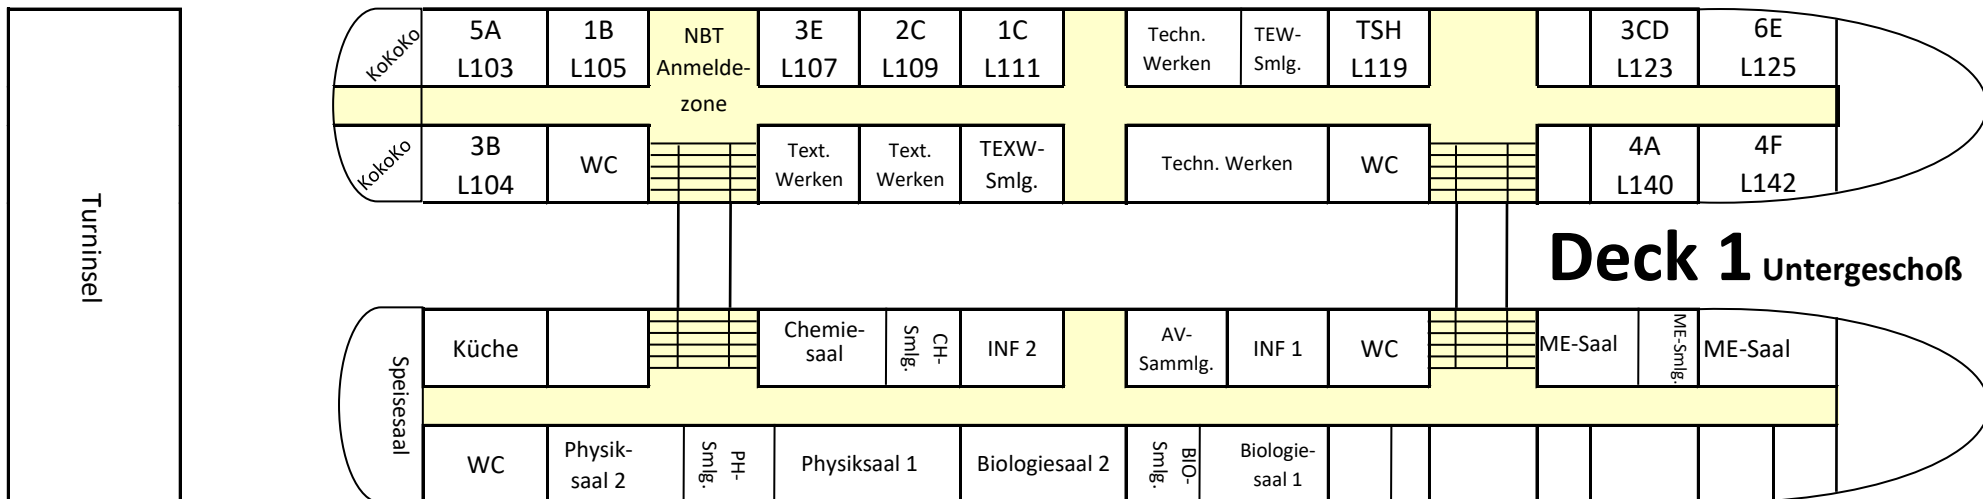 Turninsel
KoKoKo
5A
L103
1B
L105
NBT
Anmelde-
zone
3E
L107
2C
L109
1C
L111
Techn.
Werken
TEW-
Smlg.
TSH
L119
3CD
L123
6E
L125
KoKoKo
3B
L104
WC
Text.
Werken
Text.
Werken
TEXW-
Smlg.
Techn. Werken
WC
4A
L140
4F
L142
Deck 1 Untergeschoß
Speisesaal
Küche
Chemie-
saal
CH-
Smlg.
INF 2
AV-
Sammlg.
INF 1
WC
ME-Saal
ME-Smlg.
ME-Saal
WC
Physik-
saal 2
PH-
Smlg.
Physiksaal 1
Biologiesaal 2
BIO-
Smlg.
Biologie-
saal 1